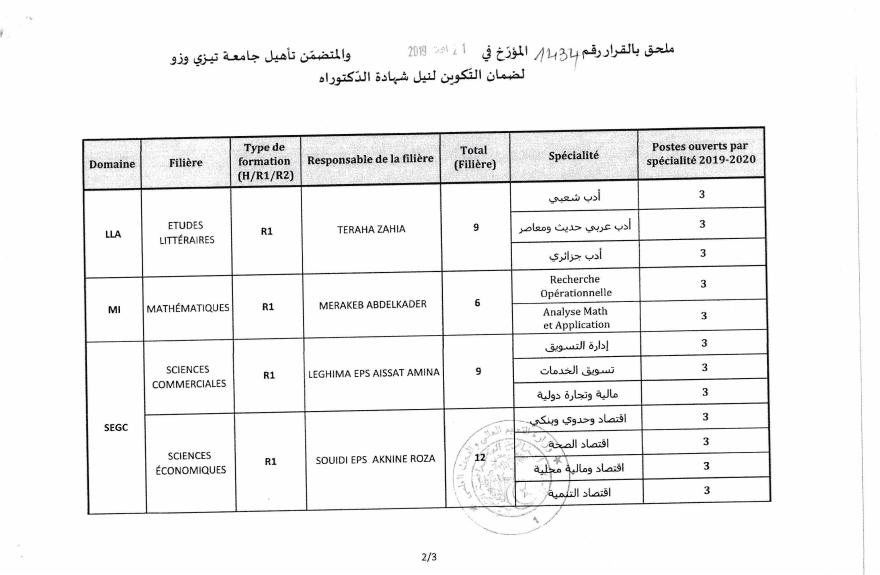 ملحق بالقرار رقم 1434 المؤرّخ في 2019 والمتضمّن تأهيل جامعة تيزي وزو
لضمان التّكوين لنيل شهادة الدّكتوراه
Domaine
Filière
Type de
formation
(H/R1/R2)
Responsable de la filière
Total
(Filière)
Spécialité
Postes ouverts par
spécialité 2019-2020
LLA
ETUDES
LITTÉRAIRES
R1
TERAHA ZAHIA
9
أدب شعبي
3
أدب عربي حديث ومعاصر
3
أدب جزائري
3
MI
MATHÉMATIQUES
R1
MERAKEB ABDELKADER
6
Recherche
Opérationnelle
3
Analyse Math
et Application
3
SEGC
SCIENCES
COMMERCIALES
R1
LEGHIMA EPS AISSAT AMINA
9
إدارة التسويق
3
تسويق الخدمات
3
مالية وتجارة دولية
3
SCIENCES
ÉCONOMIQUES
R1
SOUIDI EPS AKNINE ROZA
12
اقتصاد وحدوي وبنكي
3
اقتصاد الصحة
3
اقتصاد ومالية محلية
3
اقتصاد التنمية
3
1
2/3